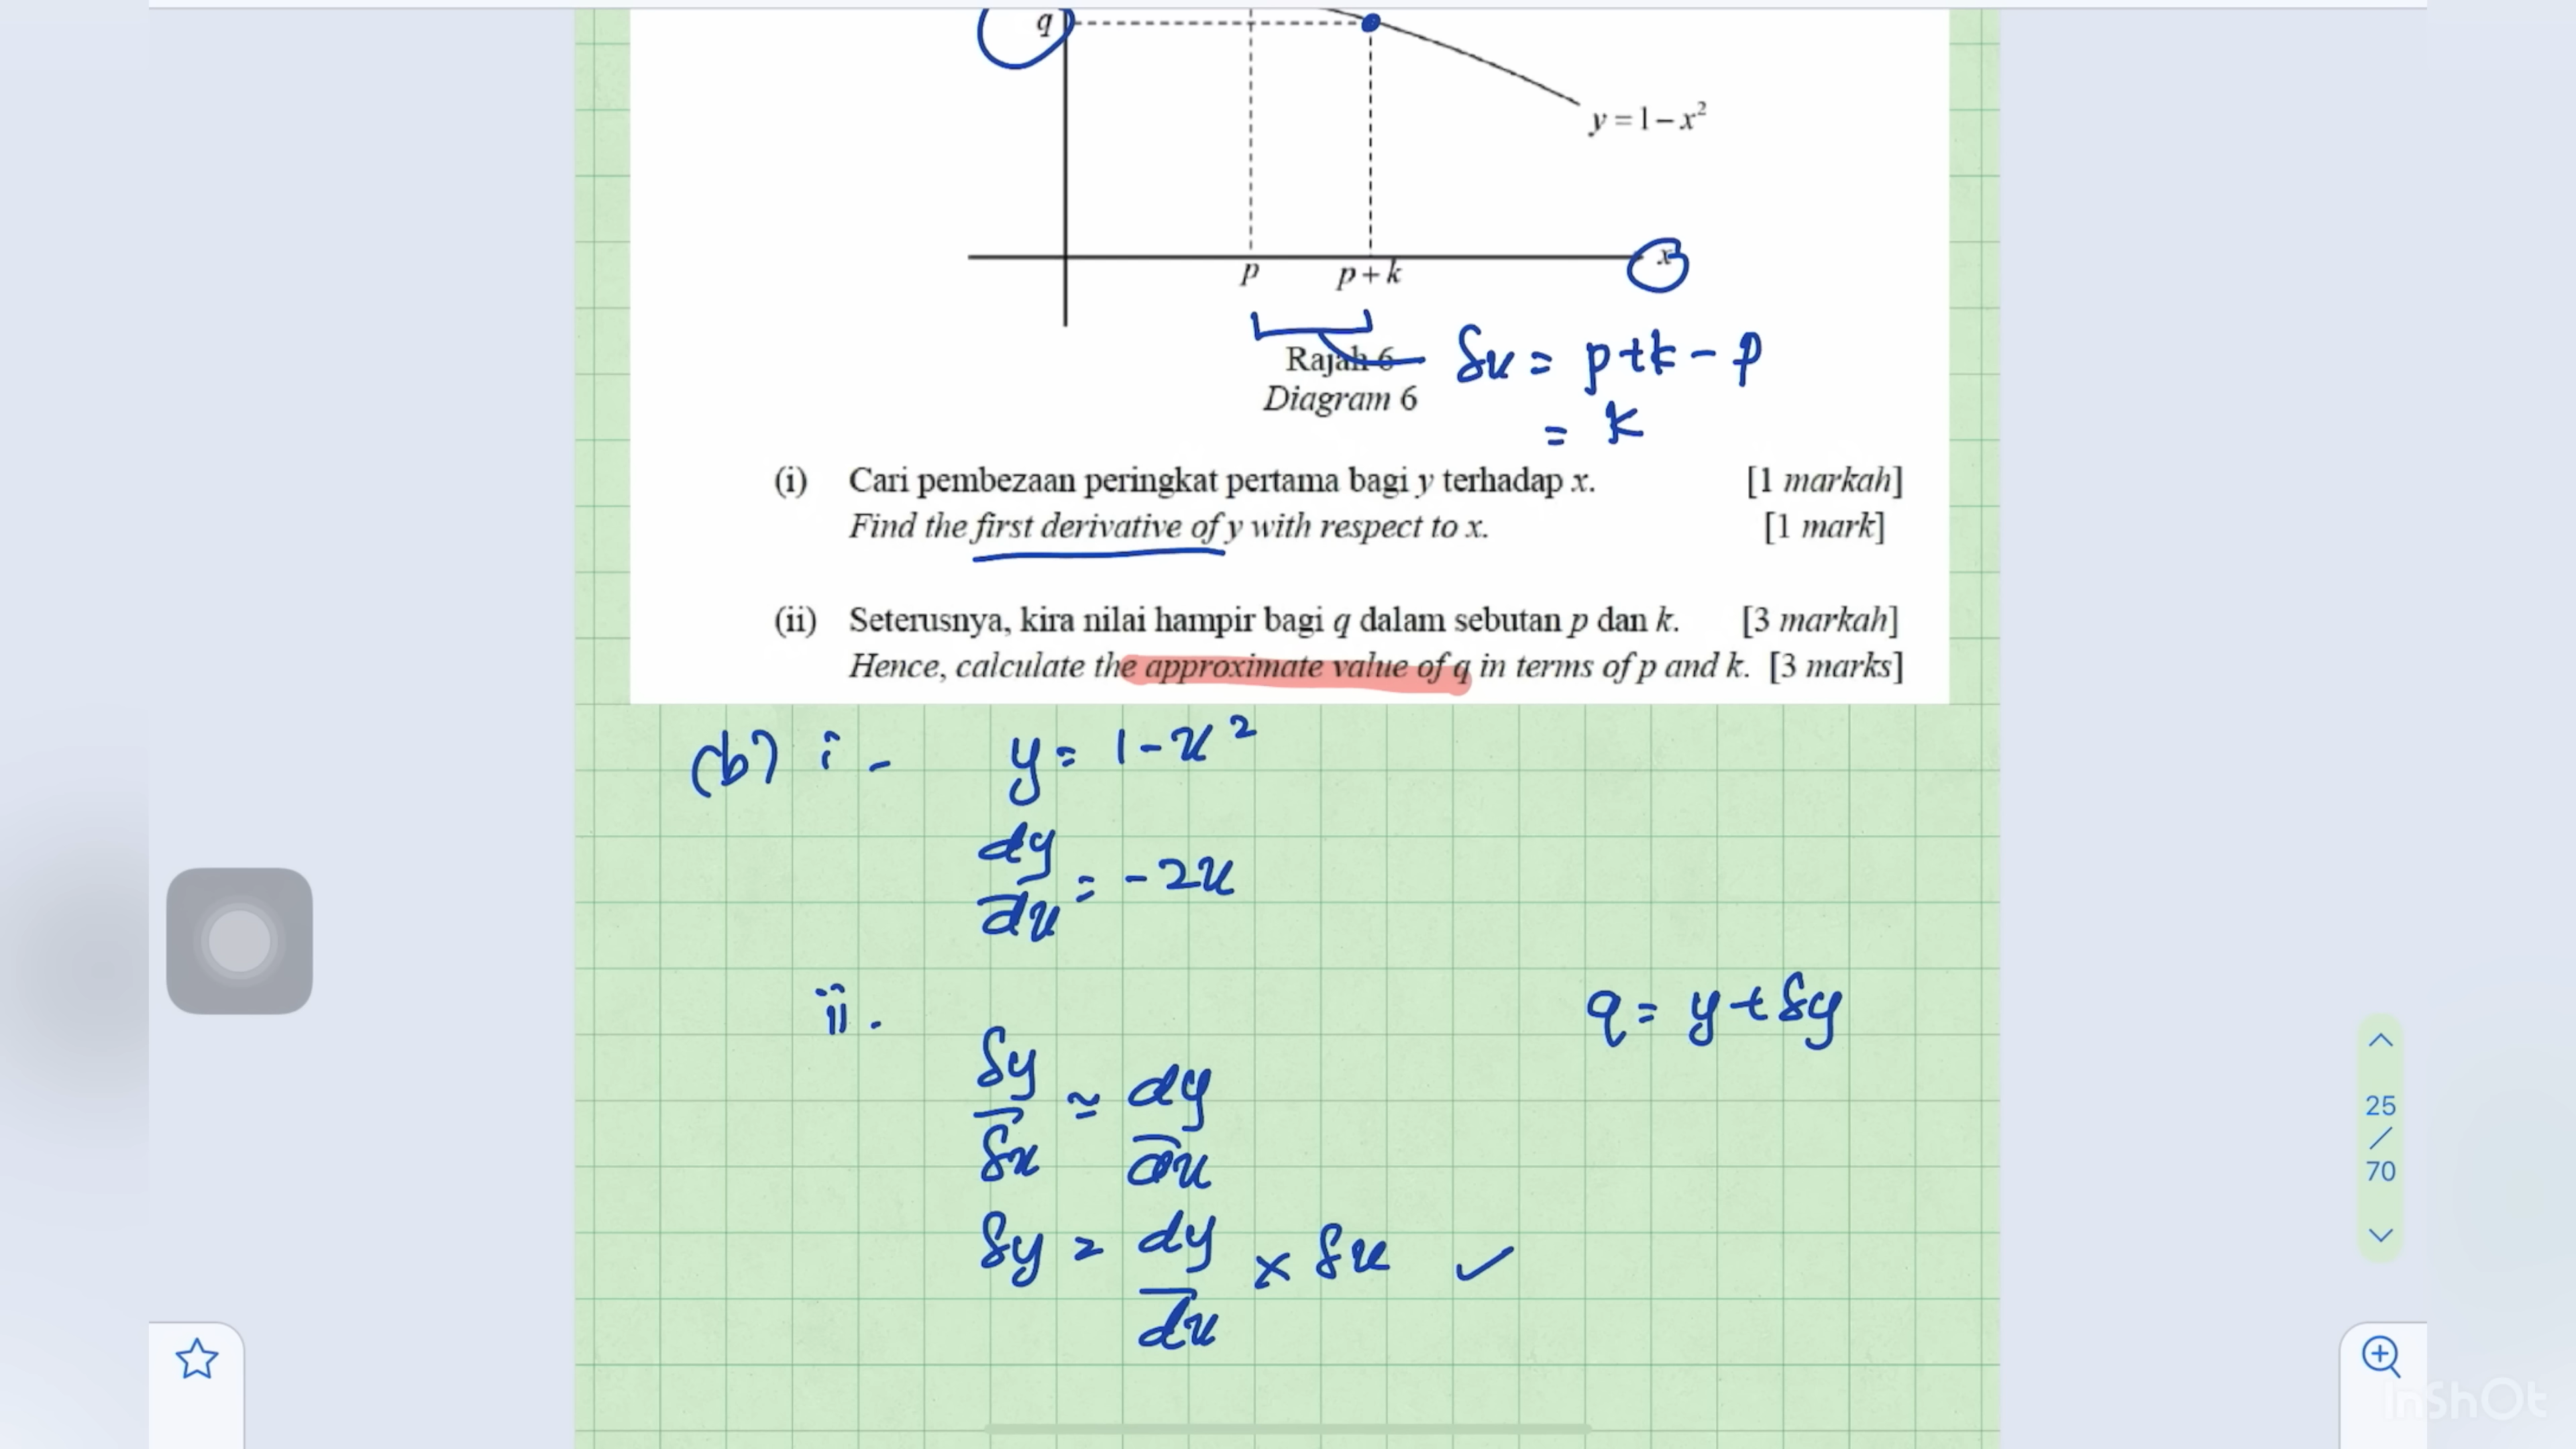 q
y = 1 – x²
x
p p + k
Rajah 6
Diagram 6
δx = p+k – p
= k
(i) Cari pembezaan peringkat pertama bagi y terhadap x. [1 markah]
Find the first derivative of y with respect to x. [1 mark]
(ii) Seterusnya, kira nilai hampir bagi q dalam sebutan p dan k. [3 markah]
Hence, calculate the approximate value of q in terms of p and k. [3 marks]
(b) i - y = 1 - x²
dy/dx = -2x
ii. q = y + δy
δy/δx ≈ dy/dx
δy = dy/dx × δx ✓
25
/
70
InShOt